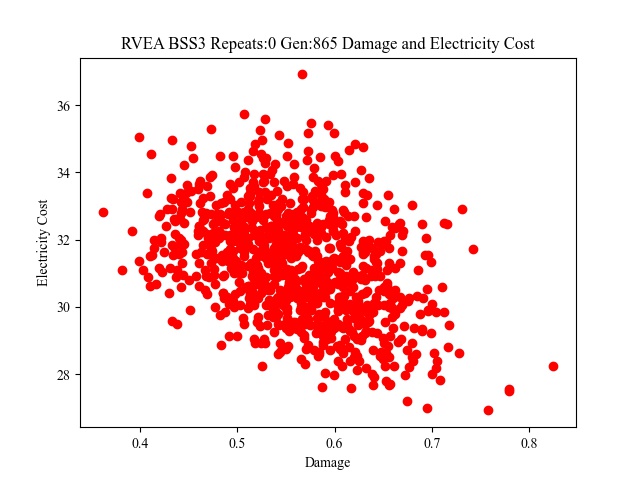 RVEA BSS3 Repeats:0 Gen:865 Damage and Electricity Cost
36
34
32
30
28
Electricity Cost
0.4 0.5 0.6 0.7 0.8
Damage